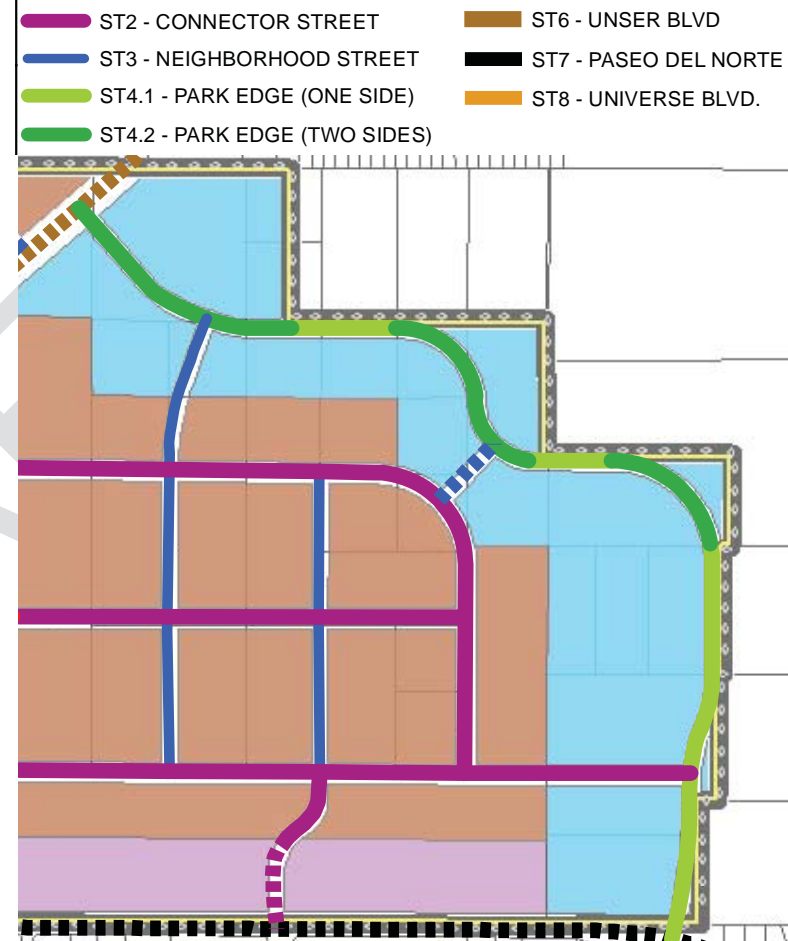 ST2 - CONNECTOR STREET
ST3 - NEIGHBORHOOD STREET
ST4.1 - PARK EDGE (ONE SIDE)
ST4.2 - PARK EDGE (TWO SIDES)
ST6 - UNSER BLVD
ST7 - PASEO DEL NORTE
ST8 - UNIVERSE BLVD.